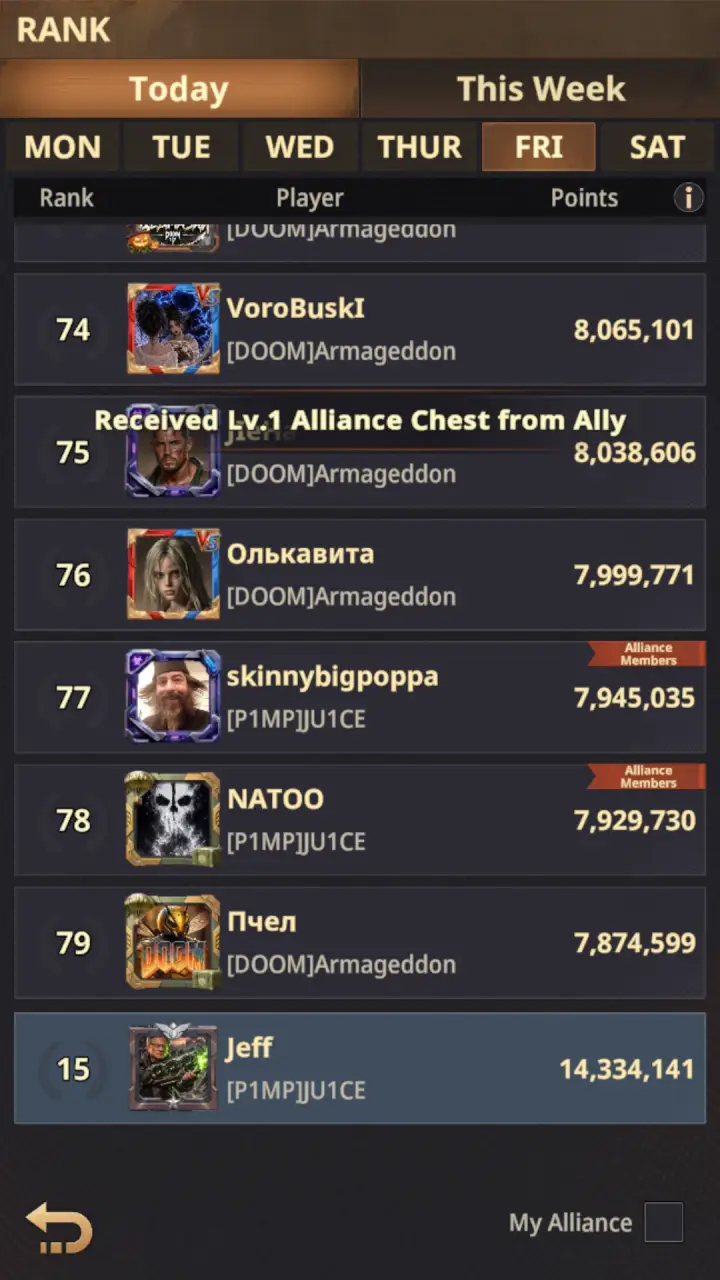 RANK
Today
This Week
MON TUE WED THUR FRI SAT
Rank Player Points i
[DOOM]Armageddon
74
VoroBuskI
[DOOM]Armageddon
8,065,101
Received Lv.1 Alliance Chest from Ally
75
[DOOM]Armageddon
8,038,606
76
Олькавита
[DOOM]Armageddon
7,999,771
77
skinnybigpoppa
[P1MP]JU1CE
Alliance
Members
7,945,035
78
NATOO
[P1MP]JU1CE
Alliance
Members
7,929,730
79
DOOM
Пчел
[DOOM]Armageddon
7,874,599
15
Jeff
[P1MP]JU1CE
14,334,141
My Alliance